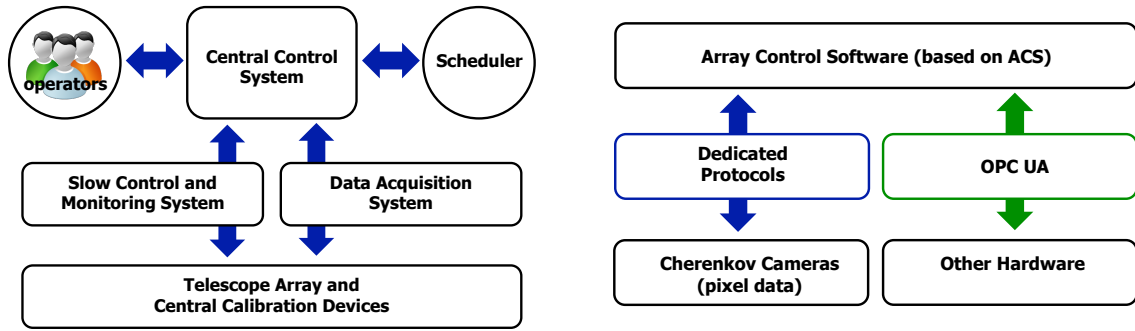 operators
Central Control
System
Scheduler
Slow Control and
Monitoring System
Data Acquisition
System
Telescope Array and
Central Calibration Devices
Array Control Software (based on ACS)
Dedicated
Protocols
OPC UA
Cherenkov Cameras
(pixel data)
Other Hardware